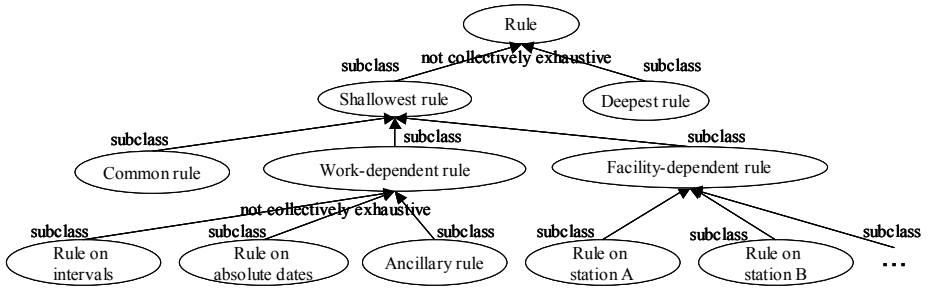 Rule
not collectively exhaustive
subclass
subclass
Shallowest rule
Deepest rule
subclass
subclass
subclass
Common rule
Work-dependent rule
Facility-dependent rule
not collectively exhaustive
subclass
subclass
subclass
subclass
subclass
subclass
Rule on
intervals
Rule on
absolute dates
Ancillary rule
Rule on
station A
Rule on
station B
...